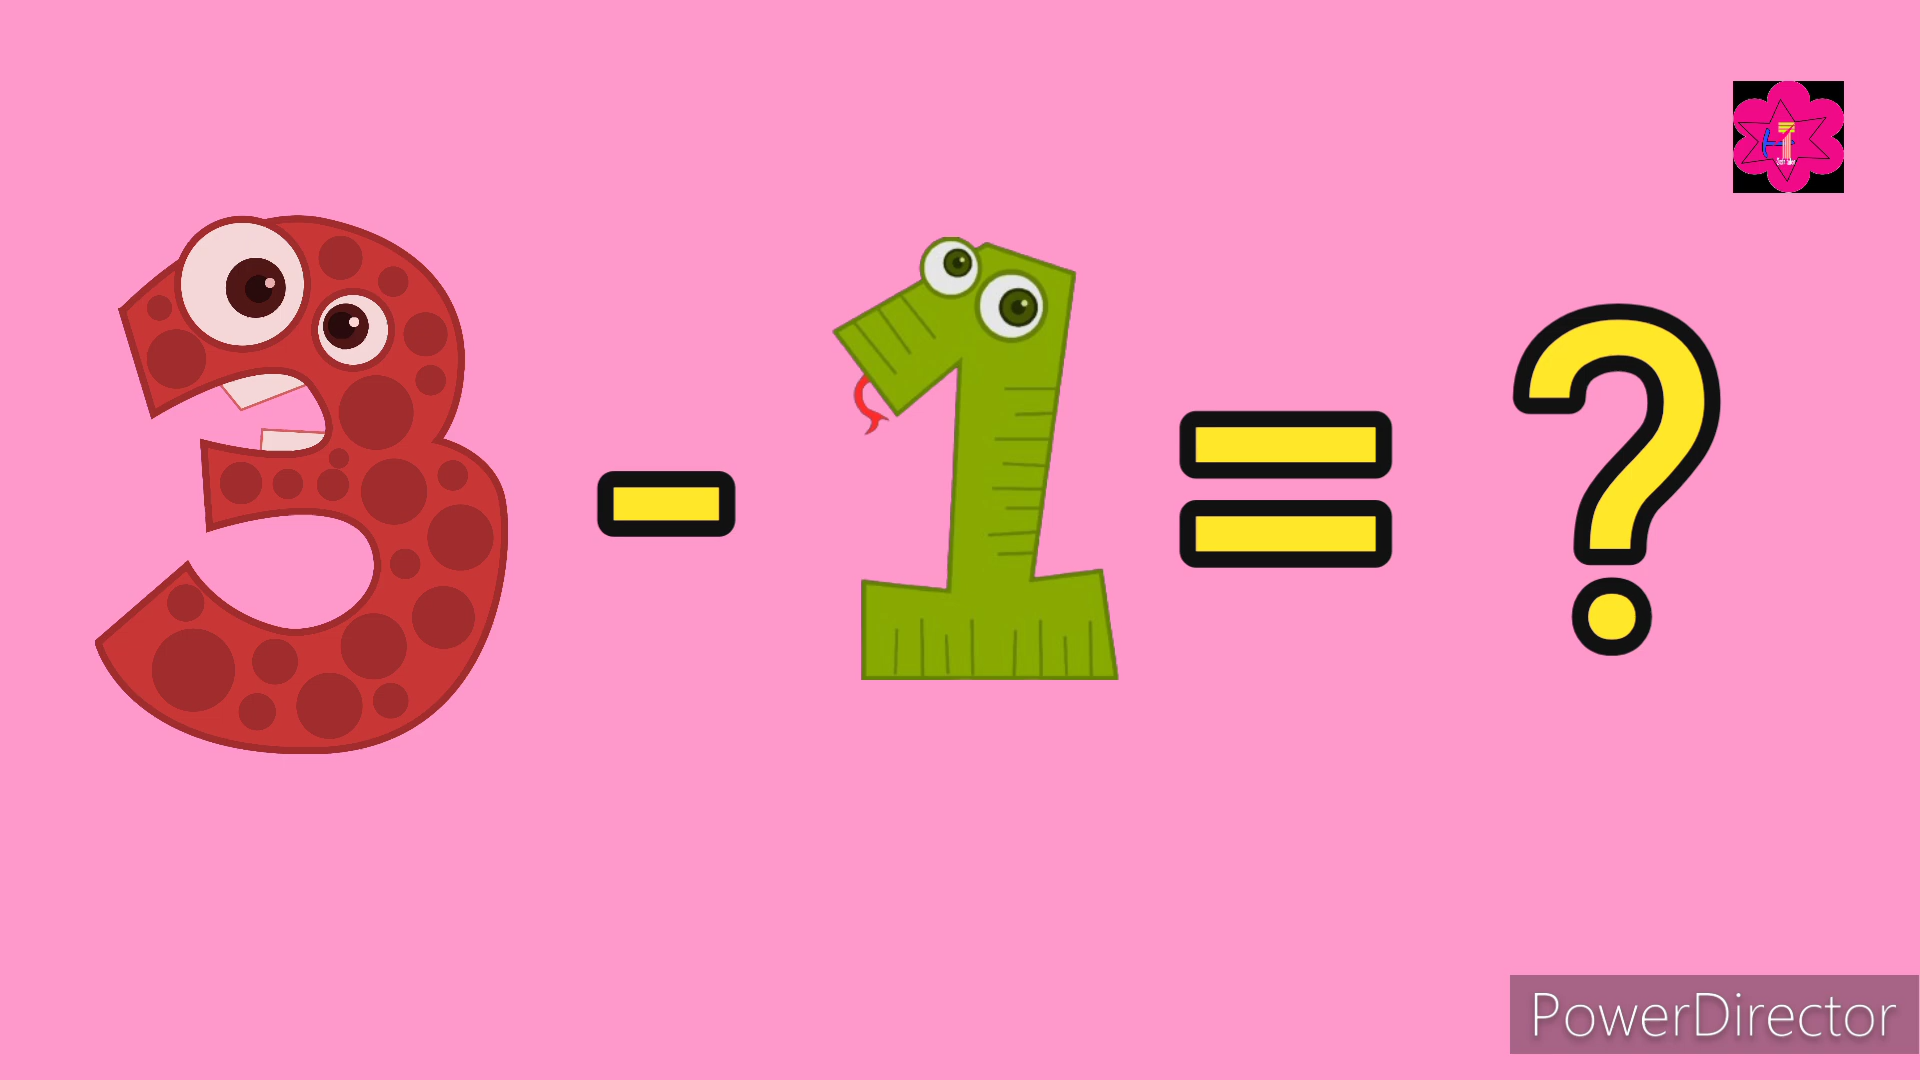 3 - 1 = ?
PowerDirector